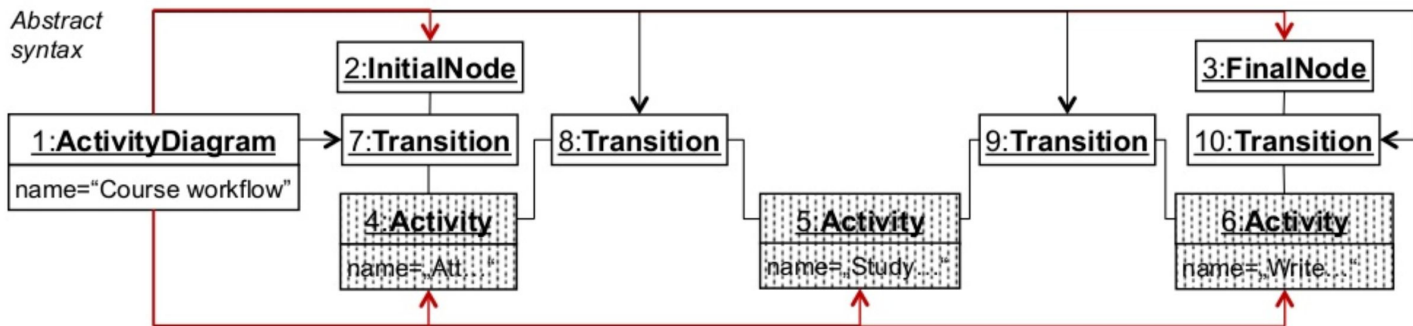 Abstract
syntax
2:InitialNode
3:FinalNode
1:ActivityDiagram
name=“Course workflow”
7:Transition
8:Transition
9:Transition
10:Transition
4:Activity
name=„Att…“
5:Activity
name=„Study…“
6:Activity
name=„Write…“